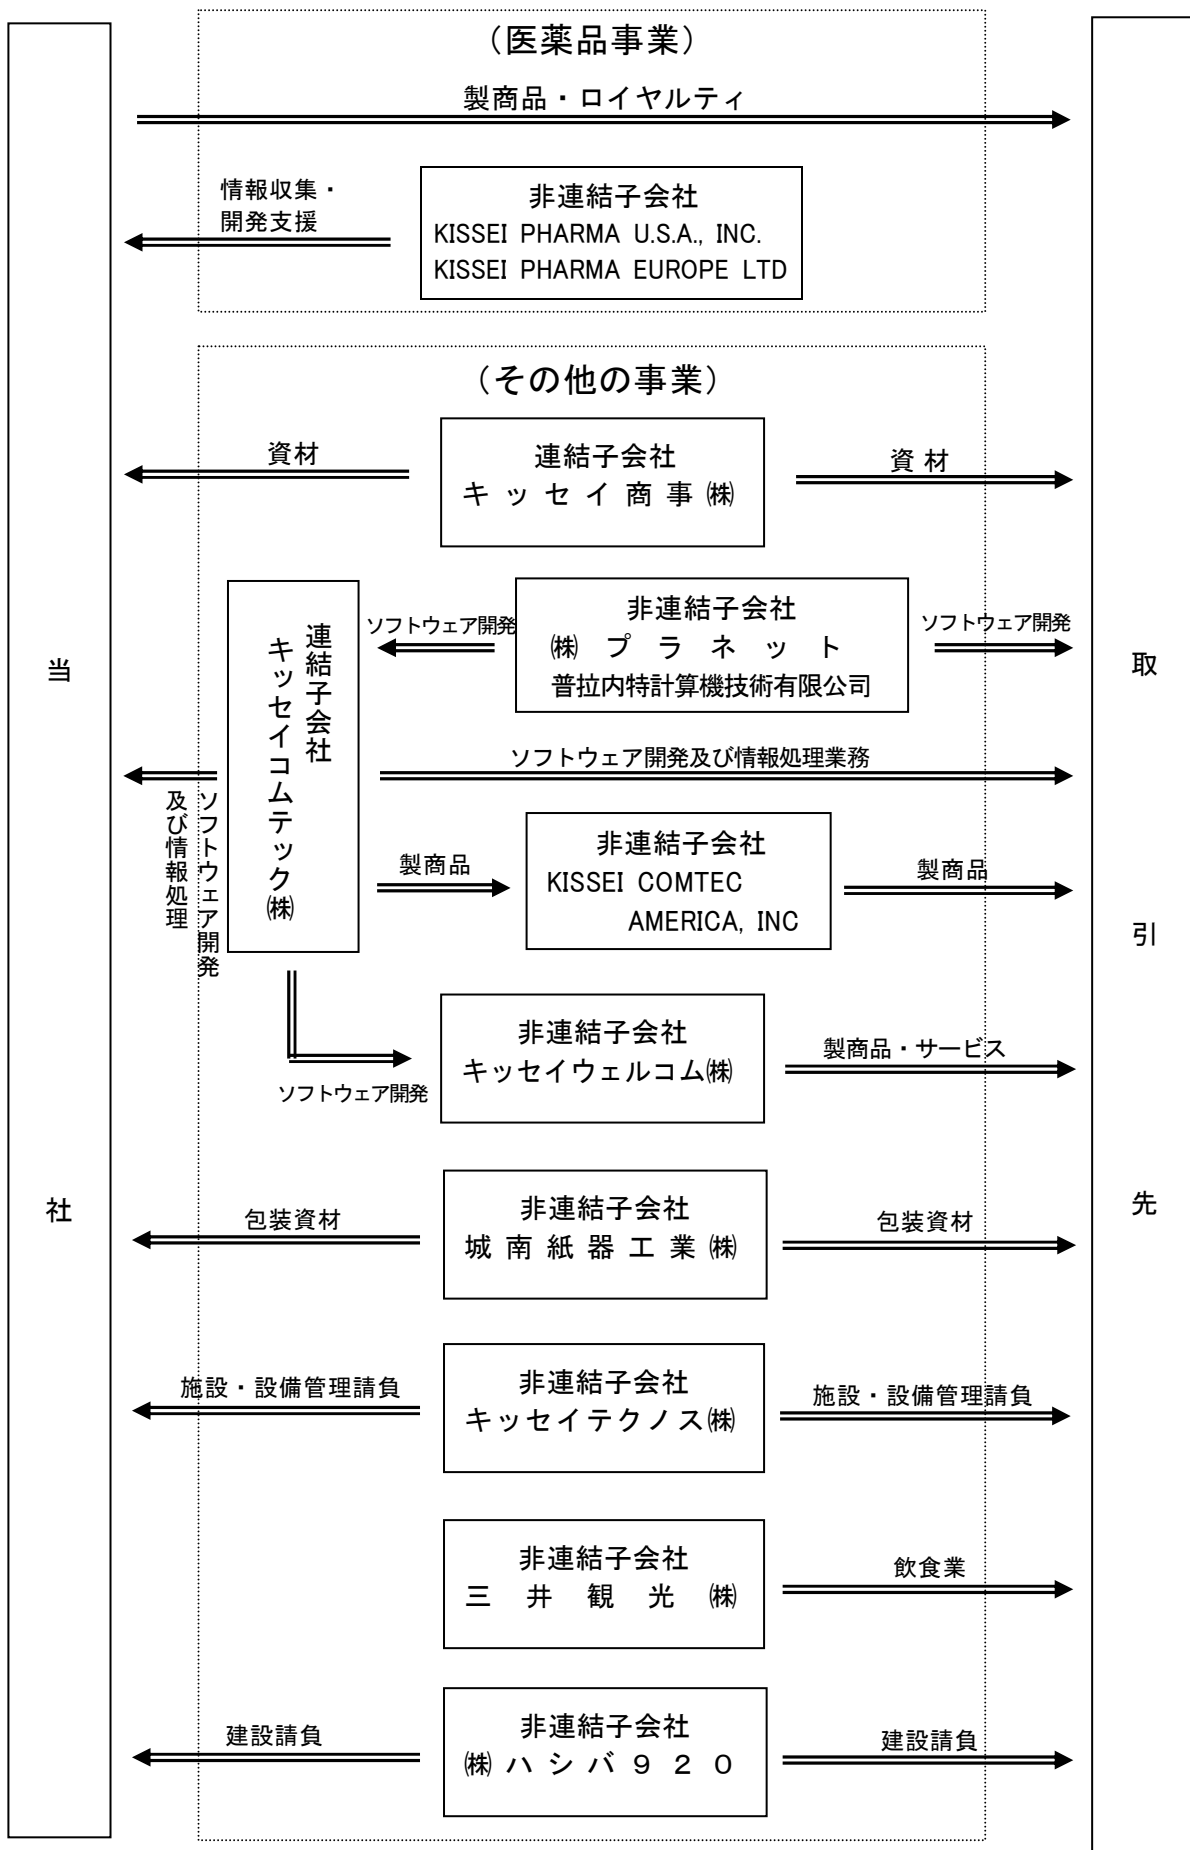 （医薬品事業）
製商品・ロイヤルティ
情報収集・
開発支援
非連結子会社
KISSEI PHARMA U.S.A., INC.
KISSEI PHARMA EUROPE LTD
（その他の事業）
資材
連結子会社
キッセイ商事㈱
資材
連結子会社
キッセイコムテック㈱
ソフトウェア開発
非連結子会社
㈱プラネット
普拉内特計算機技術有限公司
ソフトウェア開発
当社
取引先
ソフトウェア開発及び情報処理業務
ソフトウェア開発
及び情報処理
製商品
非連結子会社
KISSEI COMTEC
AMERICA, INC
製商品
ソフトウェア開発
非連結子会社
キッセイウェルコム㈱
製商品・サービス
包装資材
非連結子会社
城南紙器工業㈱
包装資材
施設・設備管理請負
非連結子会社
キッセイテクノス㈱
施設・設備管理請負
非連結子会社
三井観光㈱
飲食業
建設請負
非連結子会社
㈱ハシバ９２０
建設請負